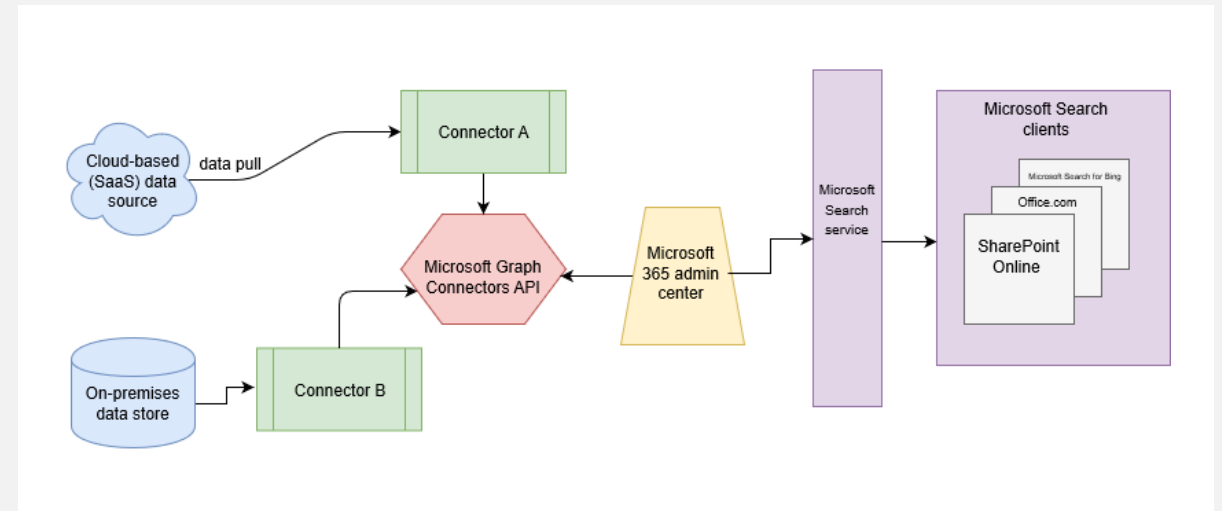 Cloud-based
(SaaS) data
source
data pull
Connector A
Microsoft Graph
Connectors API
On-premises
data store
Connector B
Microsoft
365 admin
center
Microsoft
Search
service
Microsoft Search
clients
Microsoft Search for Bing
Office.com
SharePoint
Online